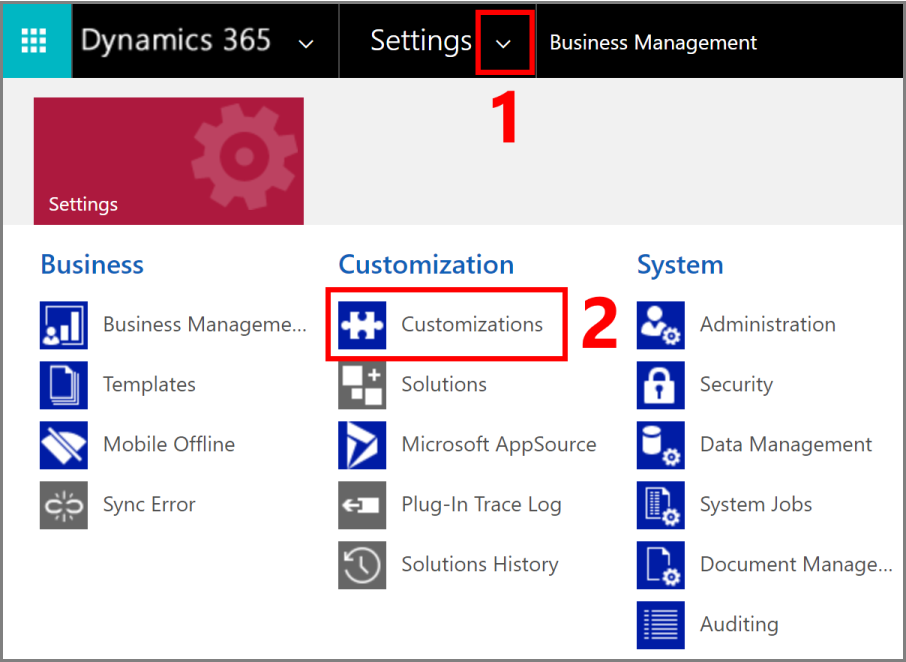 Dynamics 365 Settings Business Management
1
Settings
Business
Business Manageme...
Templates
Mobile Offline
Sync Error
Customization
Customizations 2
Solutions
Microsoft AppSource
Plug-In Trace Log
Solutions History
System
Administration
Security
Data Management
System Jobs
Document Manage...
Auditing